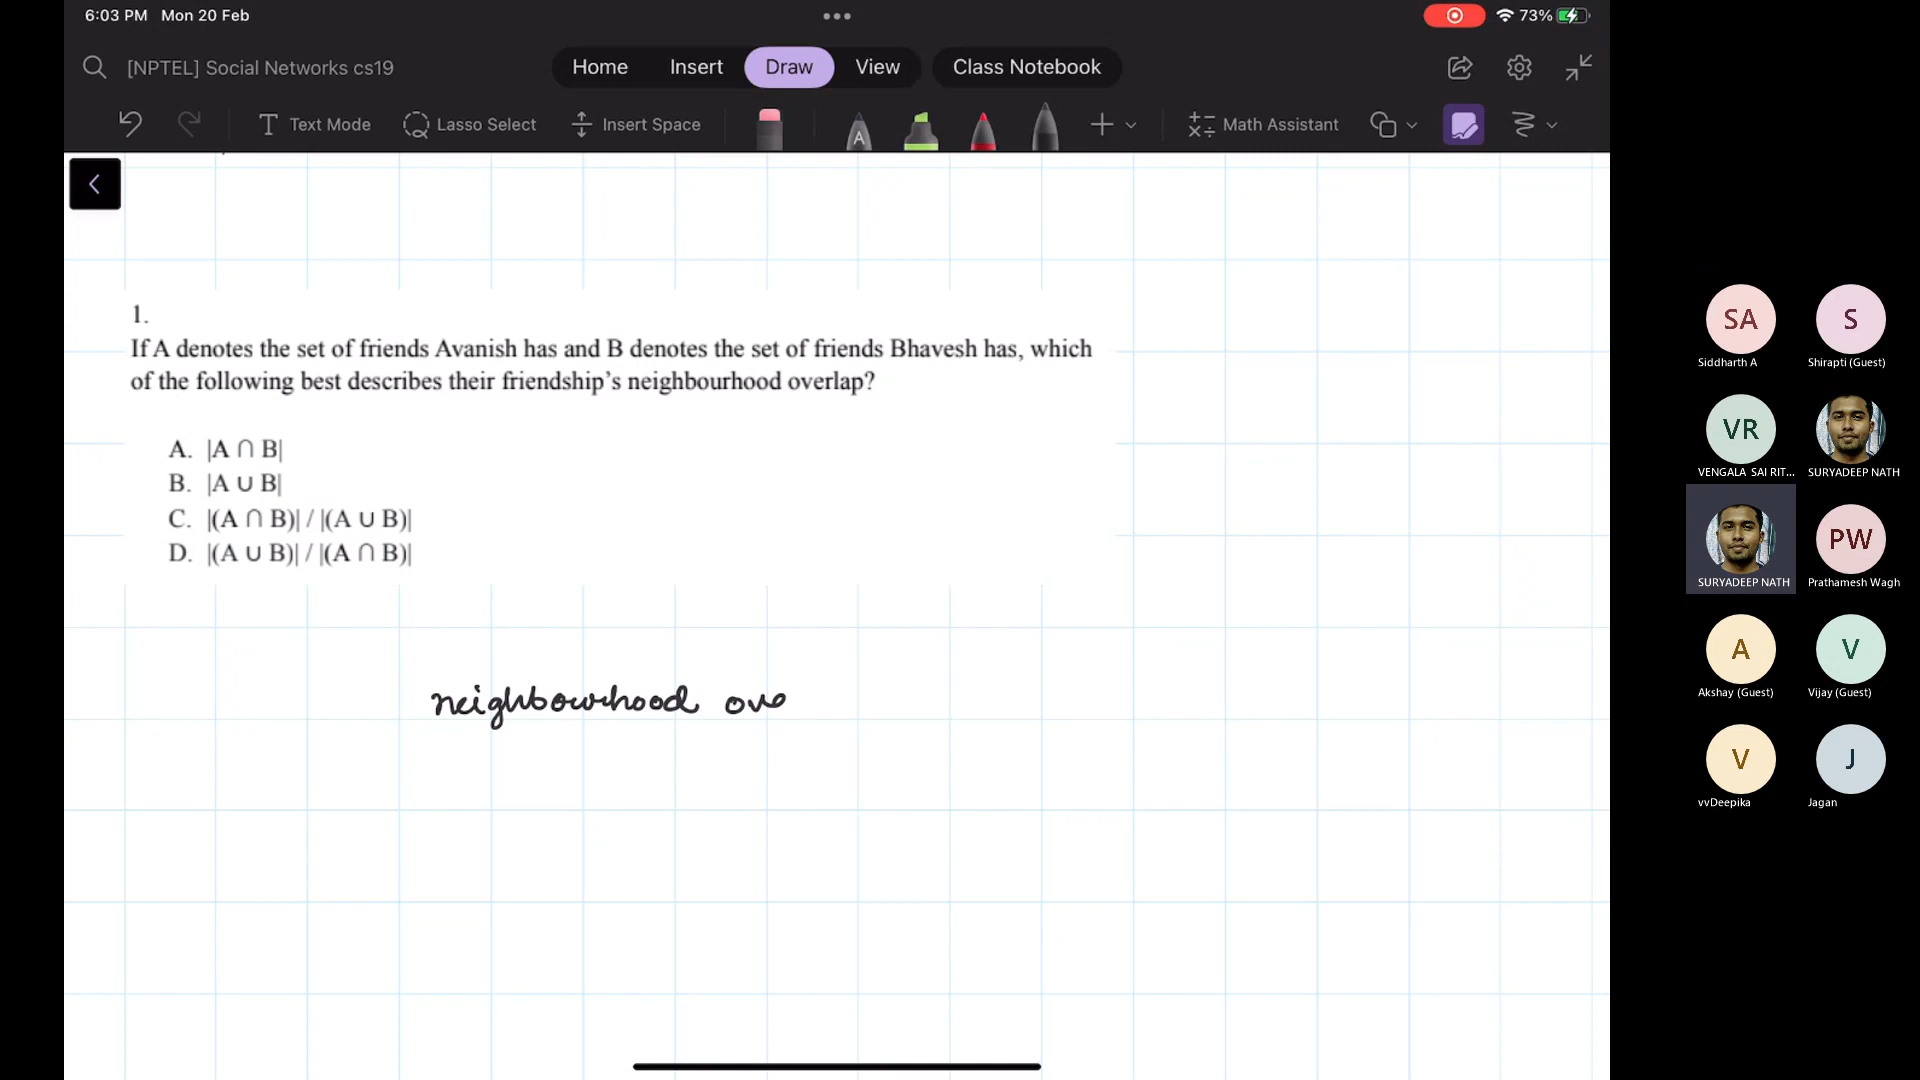 6:03 PM Mon 20 Feb
73%
[NPTEL] Social Networks cs19
Home Insert Draw View Class Notebook
Text Mode Lasso Select Insert Space A Math Assistant
1.
If A denotes the set of friends Avanish has and B denotes the set of friends Bhavesh has, which
of the following best describes their friendship's neighbourhood overlap?
A. |A ∩ B|
B. |A ∪ B|
C. |(A ∩ B)| / |(A ∪ B)|
D. |(A ∪ B)| / |(A ∩ B)|
neighbourhood ove
SA S
Siddharth A Shirapti (Guest)
VR
VENGALA SAI RIT... SURYADEEP NATH
PW
SURYADEEP NATH Prathamesh Wagh
A V
Akshay (Guest) Vijay (Guest)
V J
vvDeepika Jagan